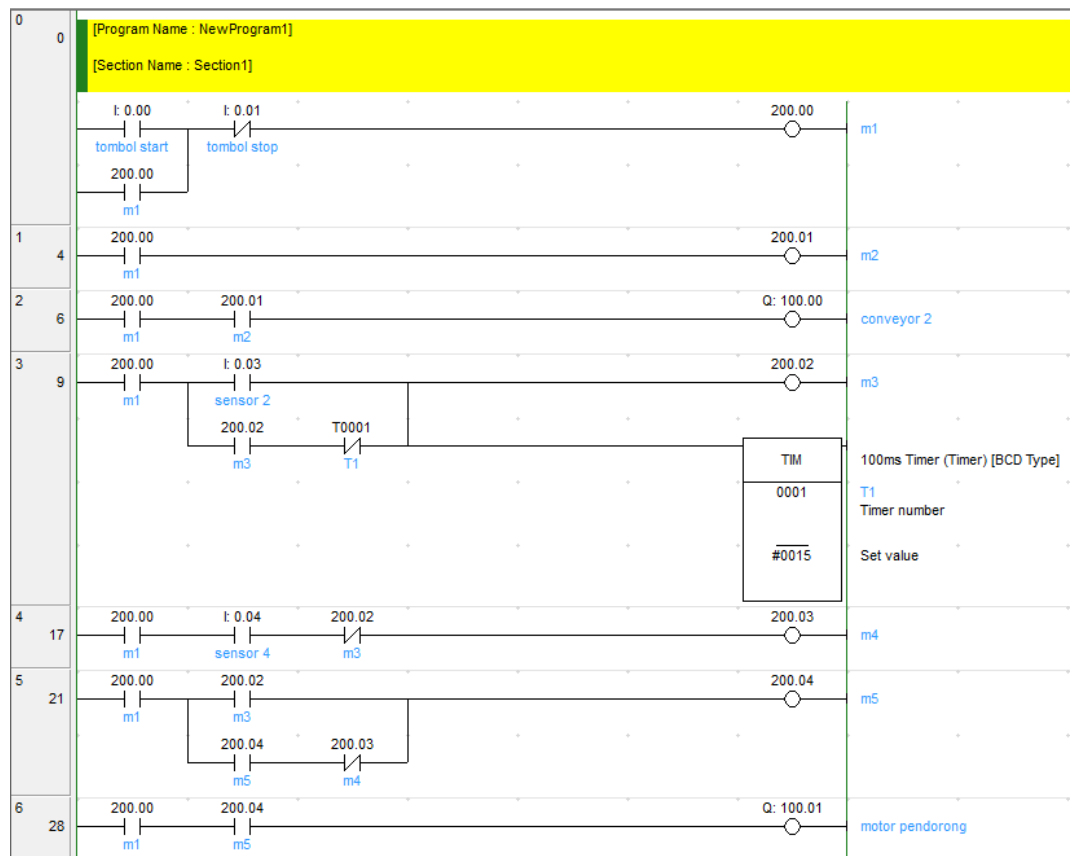 0
0
[Program Name : NewProgram1]
[Section Name : Section1]
I: 0.00 I: 0.01 200.00
m1
tombol start tombol stop
200.00
m1
1
4
200.00 200.01
m2
m1
2
6
200.00 200.01 Q: 100.00
conveyor 2
m1 m2
3
9
200.00 I: 0.03 200.02
m3
m1 sensor 2
200.02 T0001
m3 T1
TIM 100ms Timer (Timer) [BCD Type]
0001 T1
Timer number
#0015 Set value
4
17
200.00 I: 0.04 200.02 200.03
m4
m1 sensor 4 m3
5
21
200.00 200.02 200.04
m5
m1 m3
200.04 200.03
m5 m4
6
28
200.00 200.04 Q: 100.01
motor pendorong
m1 m5